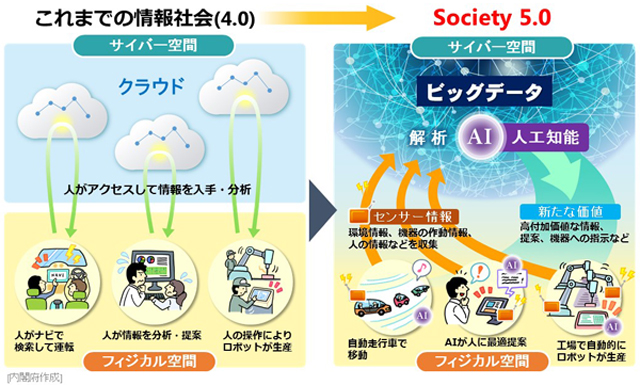 これまでの情報社会(4.0)
Society 5.0
サイバー空間
クラウド
人がアクセスして情報を入手・分析
人がナビで
検索して運転
人が情報を分析・提案
人の操作により
ロボットが生産
フィジカル空間
サイバー空間
ビッグデータ
解析 AI 人工知能
センサー情報
環境情報、機器の作動情報、
人の情報などを収集
新たな価値
高付加価値な情報、
提案、機器への指示など
AI
AI
AI
自動走行車で
移動
AIが人に最適提案
工場で自動的に
ロボットが生産
フィジカル空間
[内閣府作成]